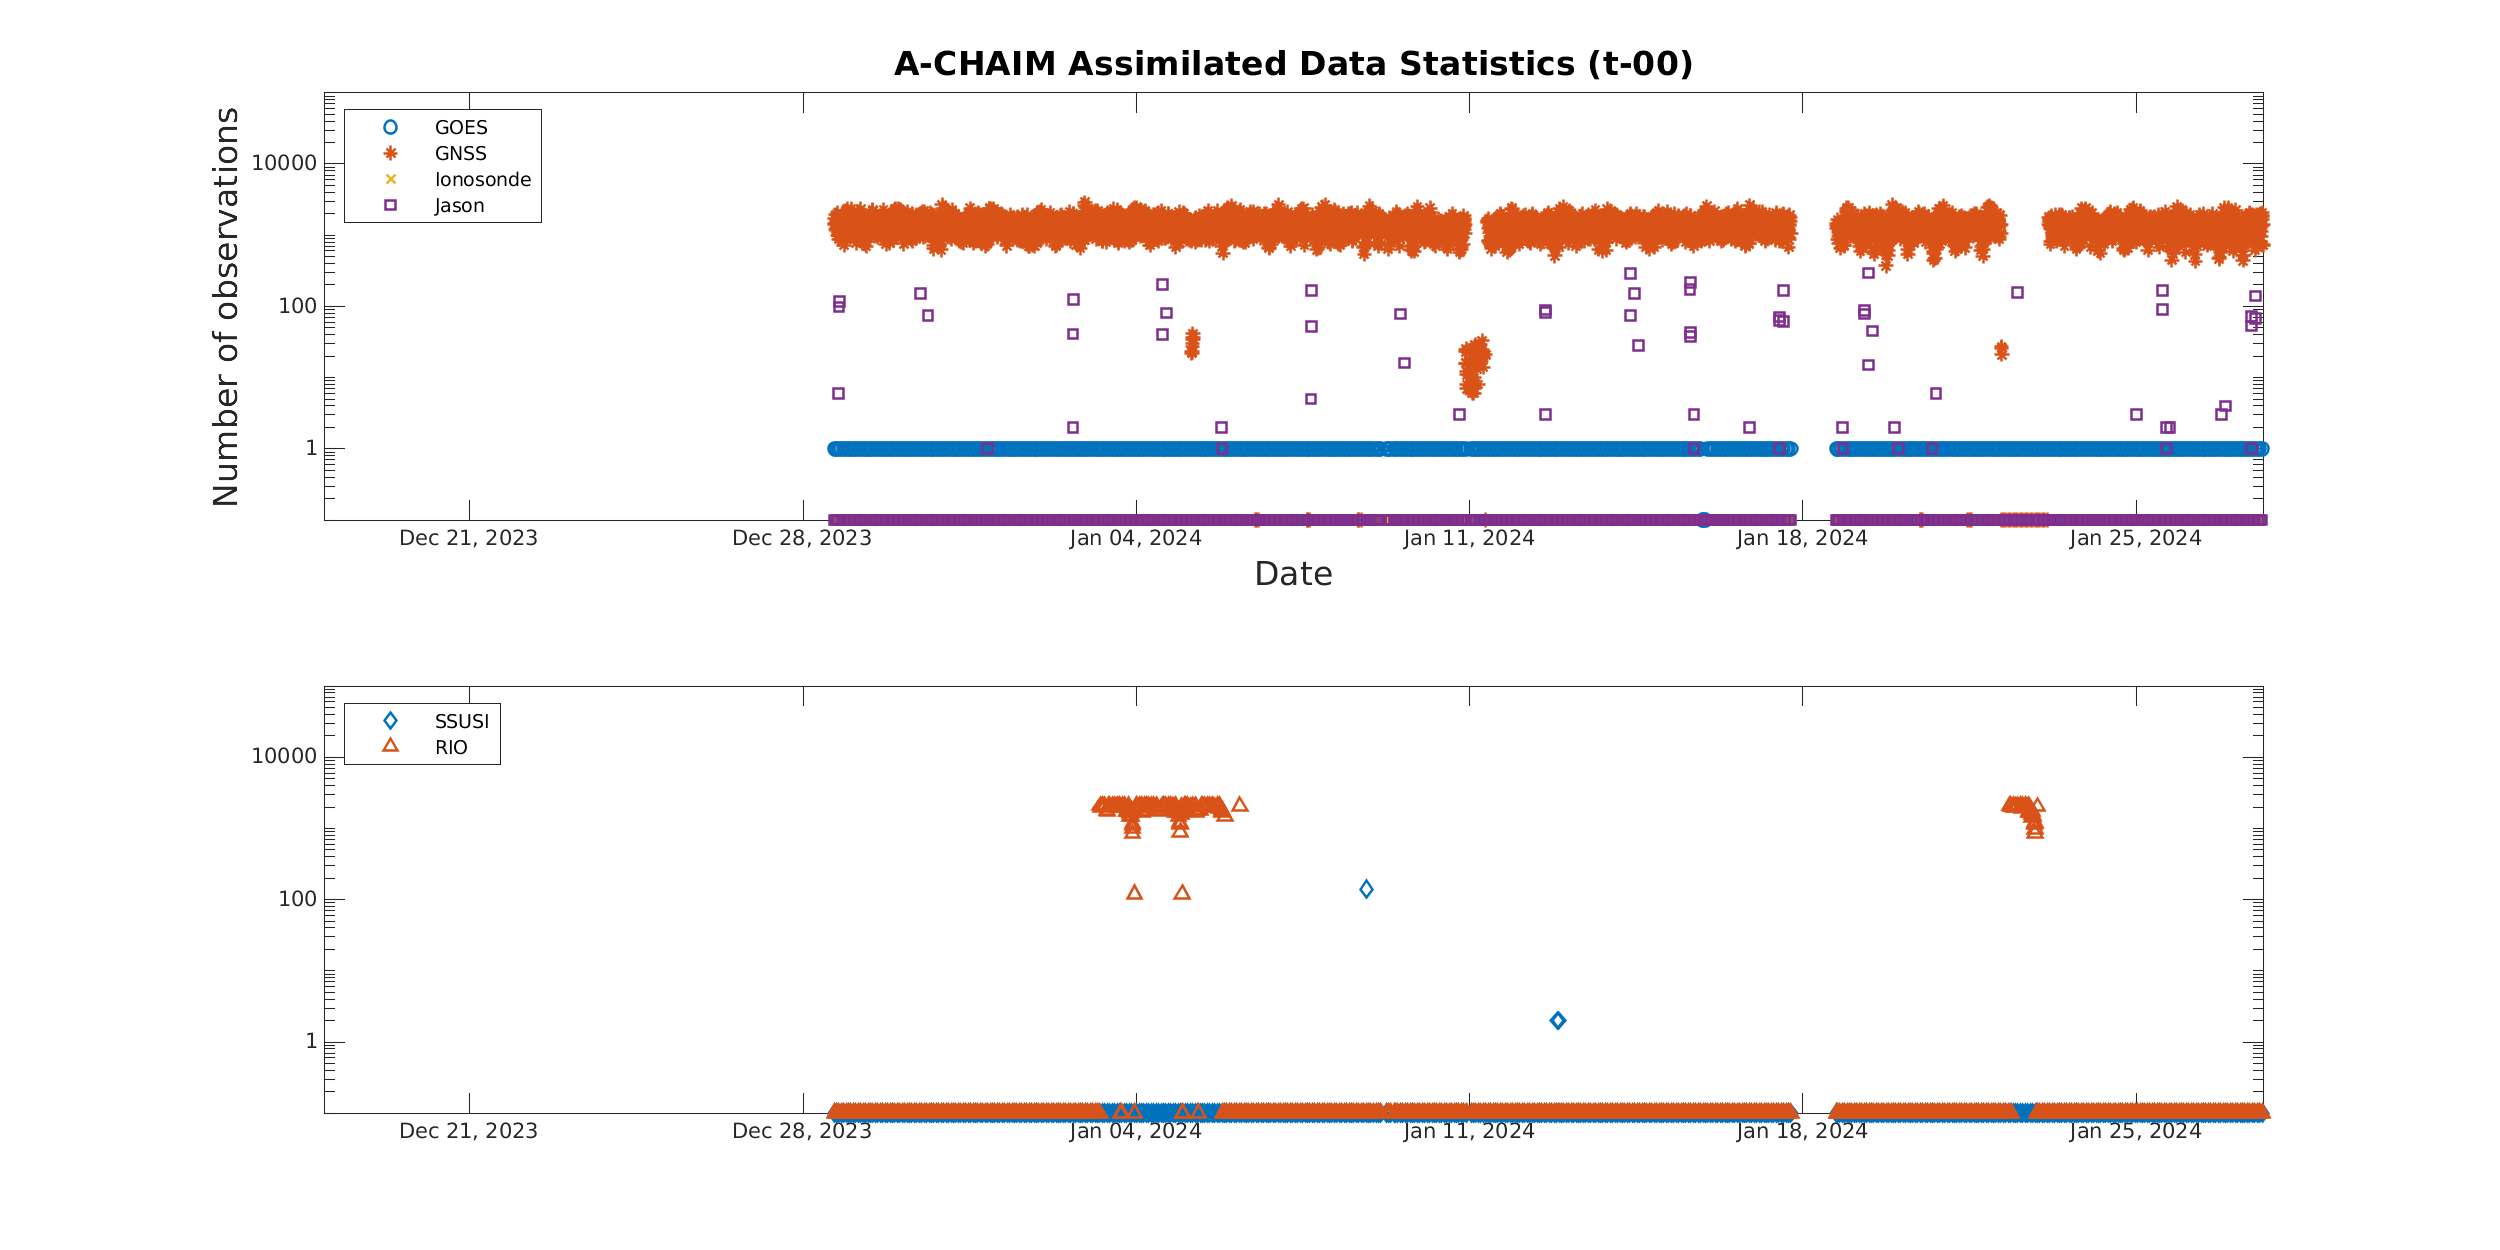 A-CHAIM Assimilated Data Statistics (t-00)
Number of observations
10000
100
1
GOES
GNSS
Ionosonde
Jason
Dec 21, 2023
Dec 28, 2023
Jan 04, 2024
Jan 11, 2024
Jan 18, 2024
Jan 25, 2024
Date
10000
100
1
SSUSI
RIO
Dec 21, 2023
Dec 28, 2023
Jan 04, 2024
Jan 11, 2024
Jan 18, 2024
Jan 25, 2024